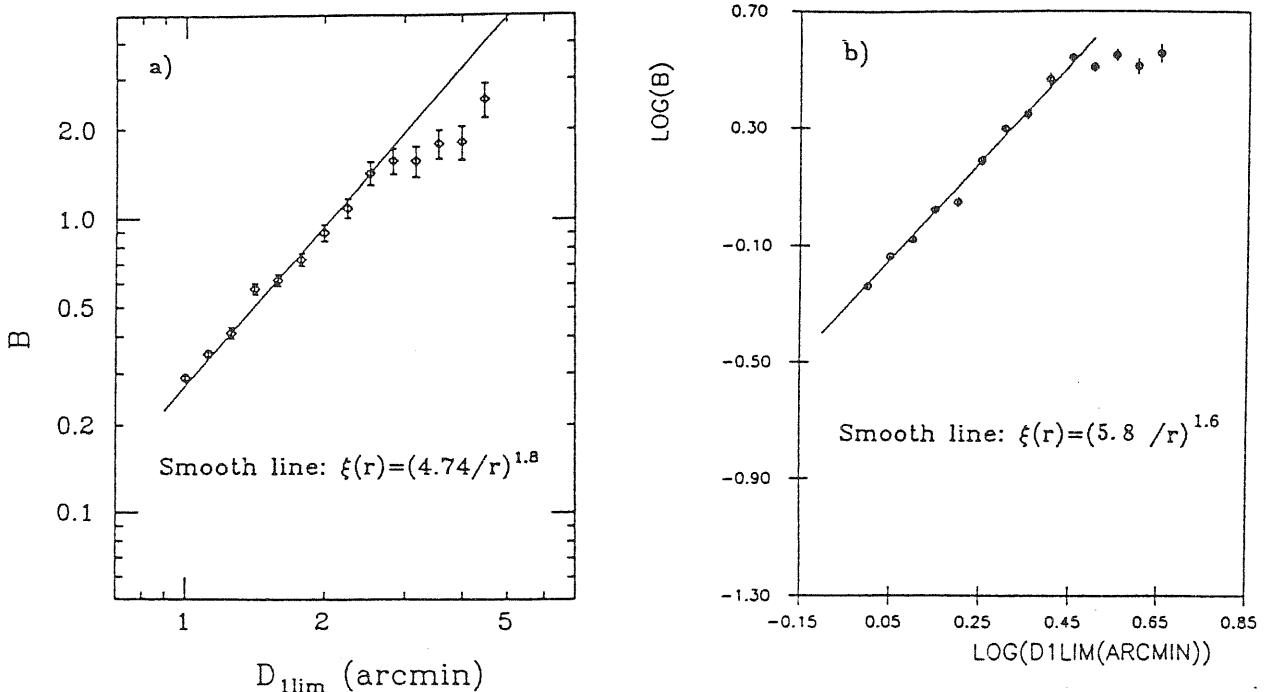 a)
2.0
1.0
0.5
0.2
0.1
B
Smooth line: ξ(r)=(4.74/r)^1.8
1 2 5
D_1lim (arcmin)
b)
LOG(B)
0.70
0.30
−0.10
−0.50
−0.90
−1.30
Smooth line: ξ(r)=(5.8 /r)^1.6
−0.15 0.05 0.25 0.45 0.65 0.85
LOG(D1LIM(ARCMIN))